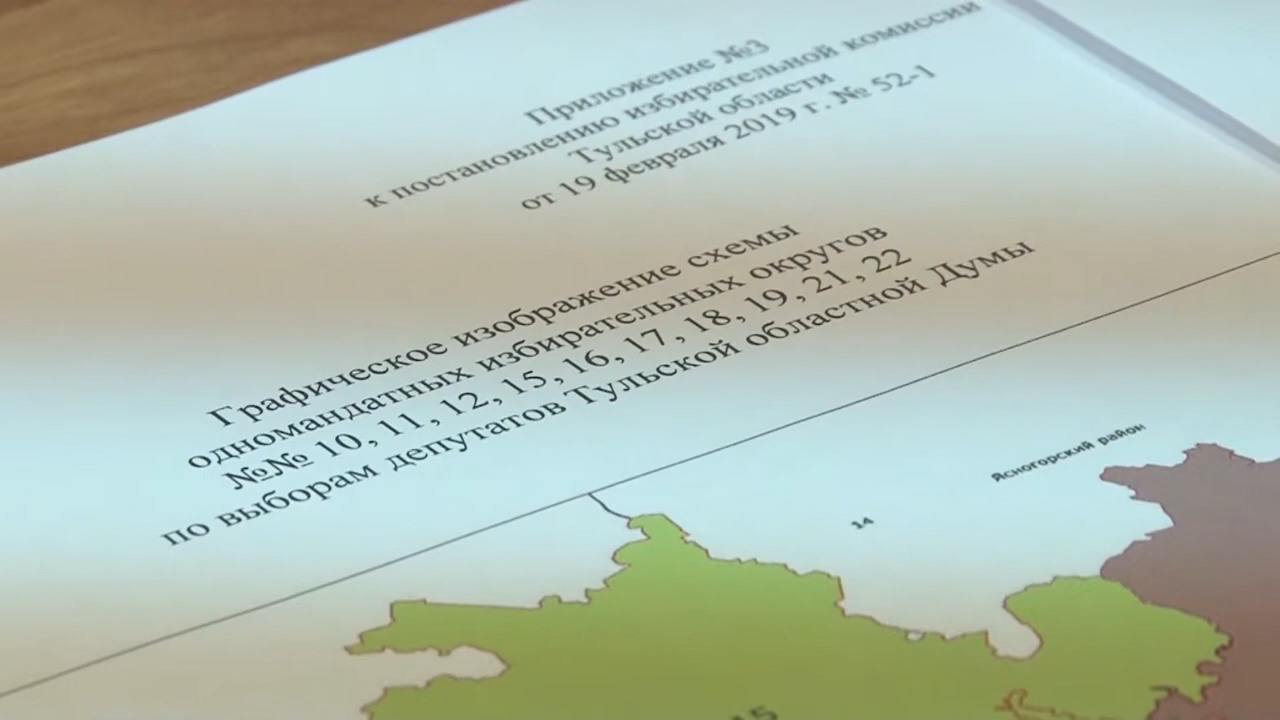 Приложение №3
к постановлению избирательной комиссии
Тульской области
от 19 февраля 2019 г. № 52-1
Графическое изображение схемы
одномандатных избирательных округов
№№ 10, 11, 12, 15, 16, 17, 18, 19, 21, 22
по выборам депутатов Тульской областной Думы
Ясногорский район
14
15